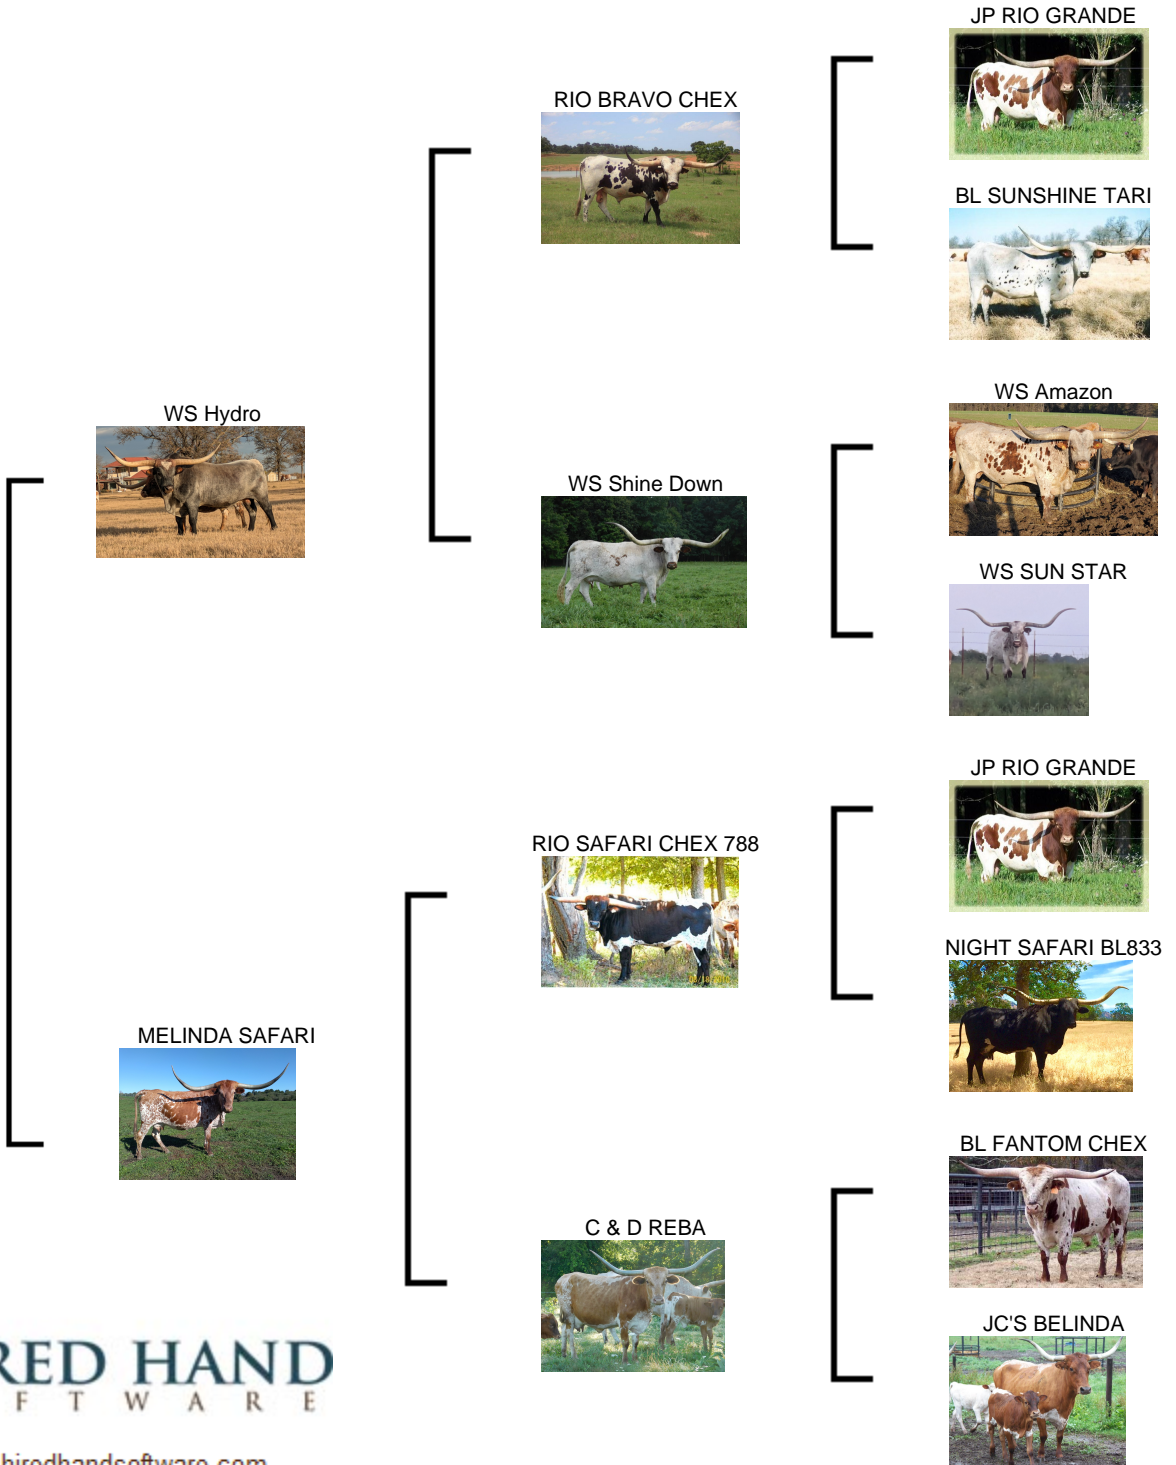 JP RIO GRANDE
RIO BRAVO CHEX
BL SUNSHINE TARI
WS Amazon
WS Hydro
WS Shine Down
WS SUN STAR
JP RIO GRANDE
RIO SAFARI CHEX 788
NIGHT SAFARI BL833
MELINDA SAFARI
BL FANTOM CHEX
C & D REBA
JC'S BELINDA
RED HAND
F T W A R E
hiredhandsoftware.com